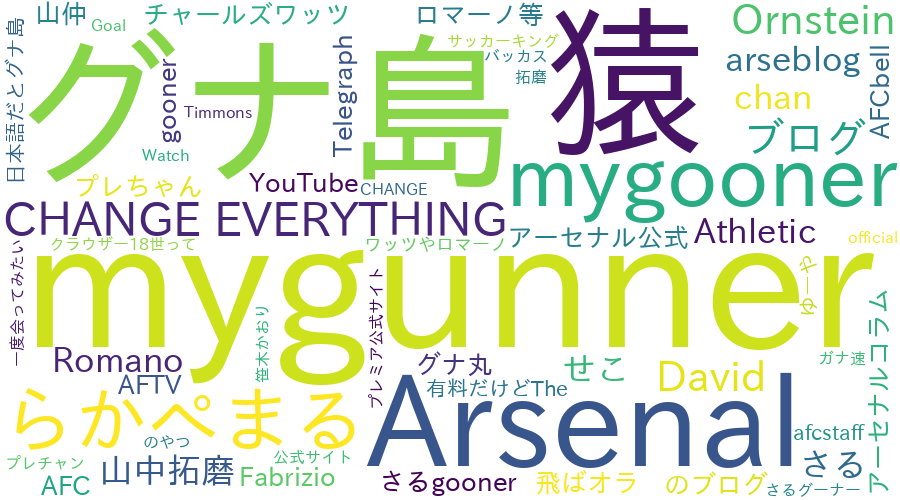 山仲
Goal
チャールズワッツ
ロマーノ等
サッカーキング
バッカス
拓磨
Ornstein
arseblog
AFCbell
chan
ブログ
日本語だとグナ島
グナ島
猿
gooner
Timmons
Watch
Telegraph
プレちゃん
YouTube
CHANGE
mygooner
CHANGE EVERYTHING
アーセナル公式
Athletic
official
クラウザー18世って
ワッツやロマーノ
一度会ってみたい
mygunner
ゆーや
プレミア公式サイト
笹木かおり
Romano
AFTV
グナ丸
有料だけどThe
せこ
David
ガナ速
アーセナルコラム
らかぺまる
Arsenal
のやつ
afcstaff
プレチャン
AFC
山中拓磨
公式サイト
Fabrizio
さるgooner
飛ばオラ
のブログ
さる
さるグーナー